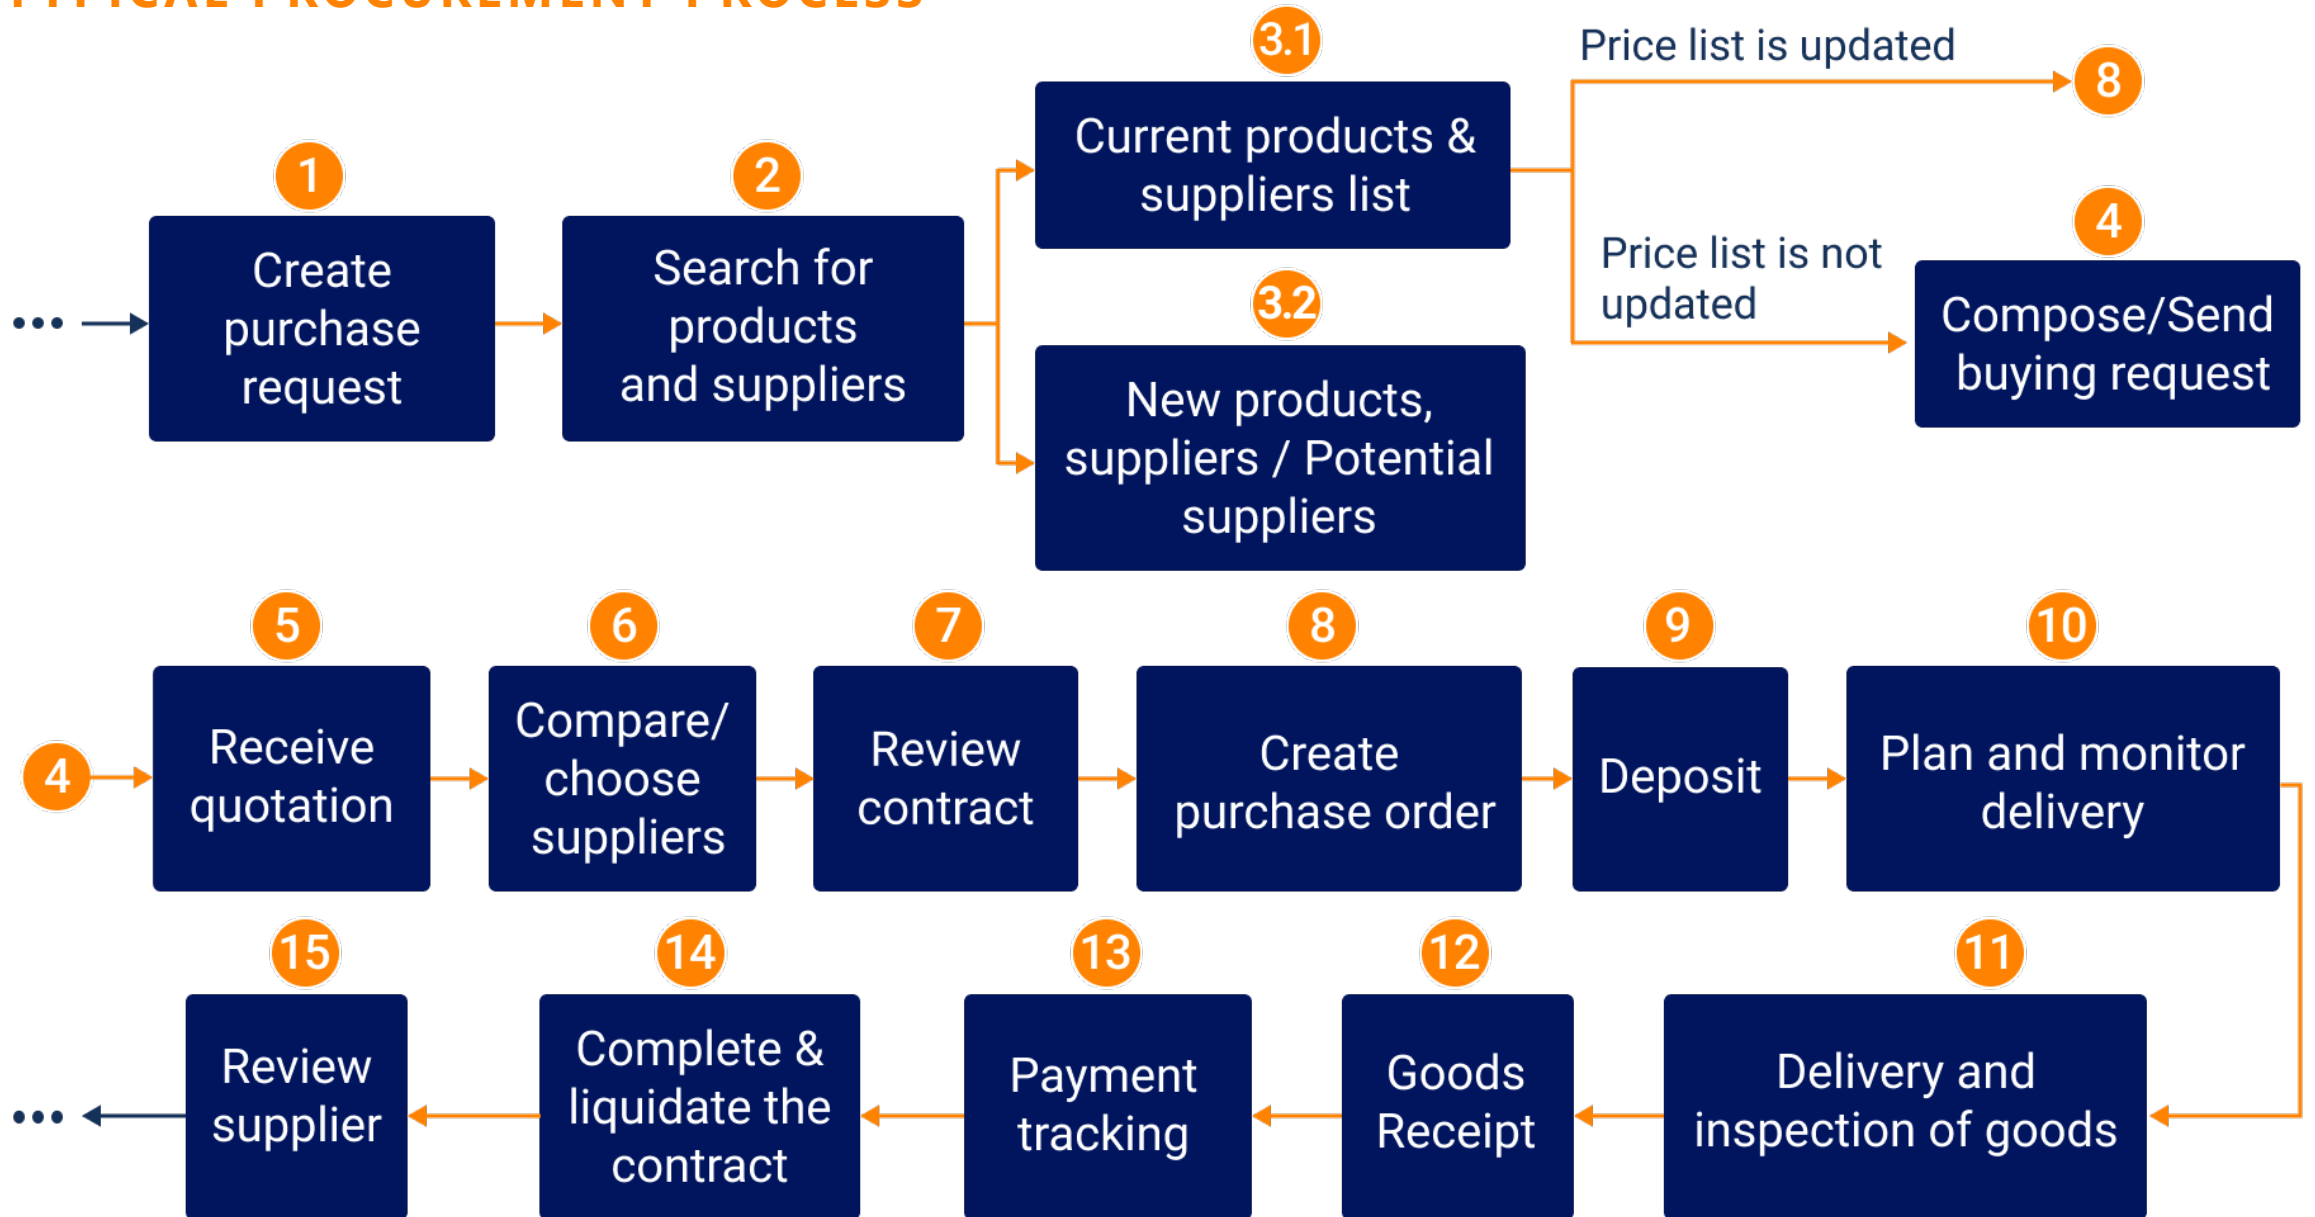 TYPICAL PROCUREMENT PROCESS
1
Create
purchase
request
2
Search for
products
and suppliers
3.1
Current products &
suppliers list
3.2
New products,
suppliers / Potential
suppliers
Price list is updated
8
Price list is not
updated
4
Compose/Send
buying request
4
5
Receive
quotation
6
Compare/
choose
suppliers
7
Review
contract
8
Create
purchase order
9
Deposit
10
Plan and monitor
delivery
11
Delivery and
inspection of goods
12
Goods
Receipt
13
Payment
tracking
14
Complete &
liquidate the
contract
15
Review
supplier